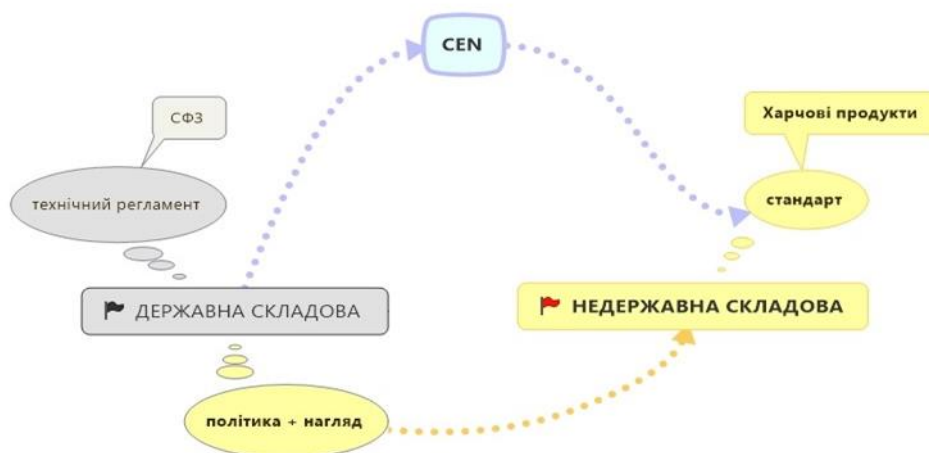 CEN
СФЗ
Харчові продукти
технічний регламент
стандарт
ДЕРЖАВНА СКЛАДОВА
НЕДЕРЖАВНА СКЛАДОВА
політика + нагляд